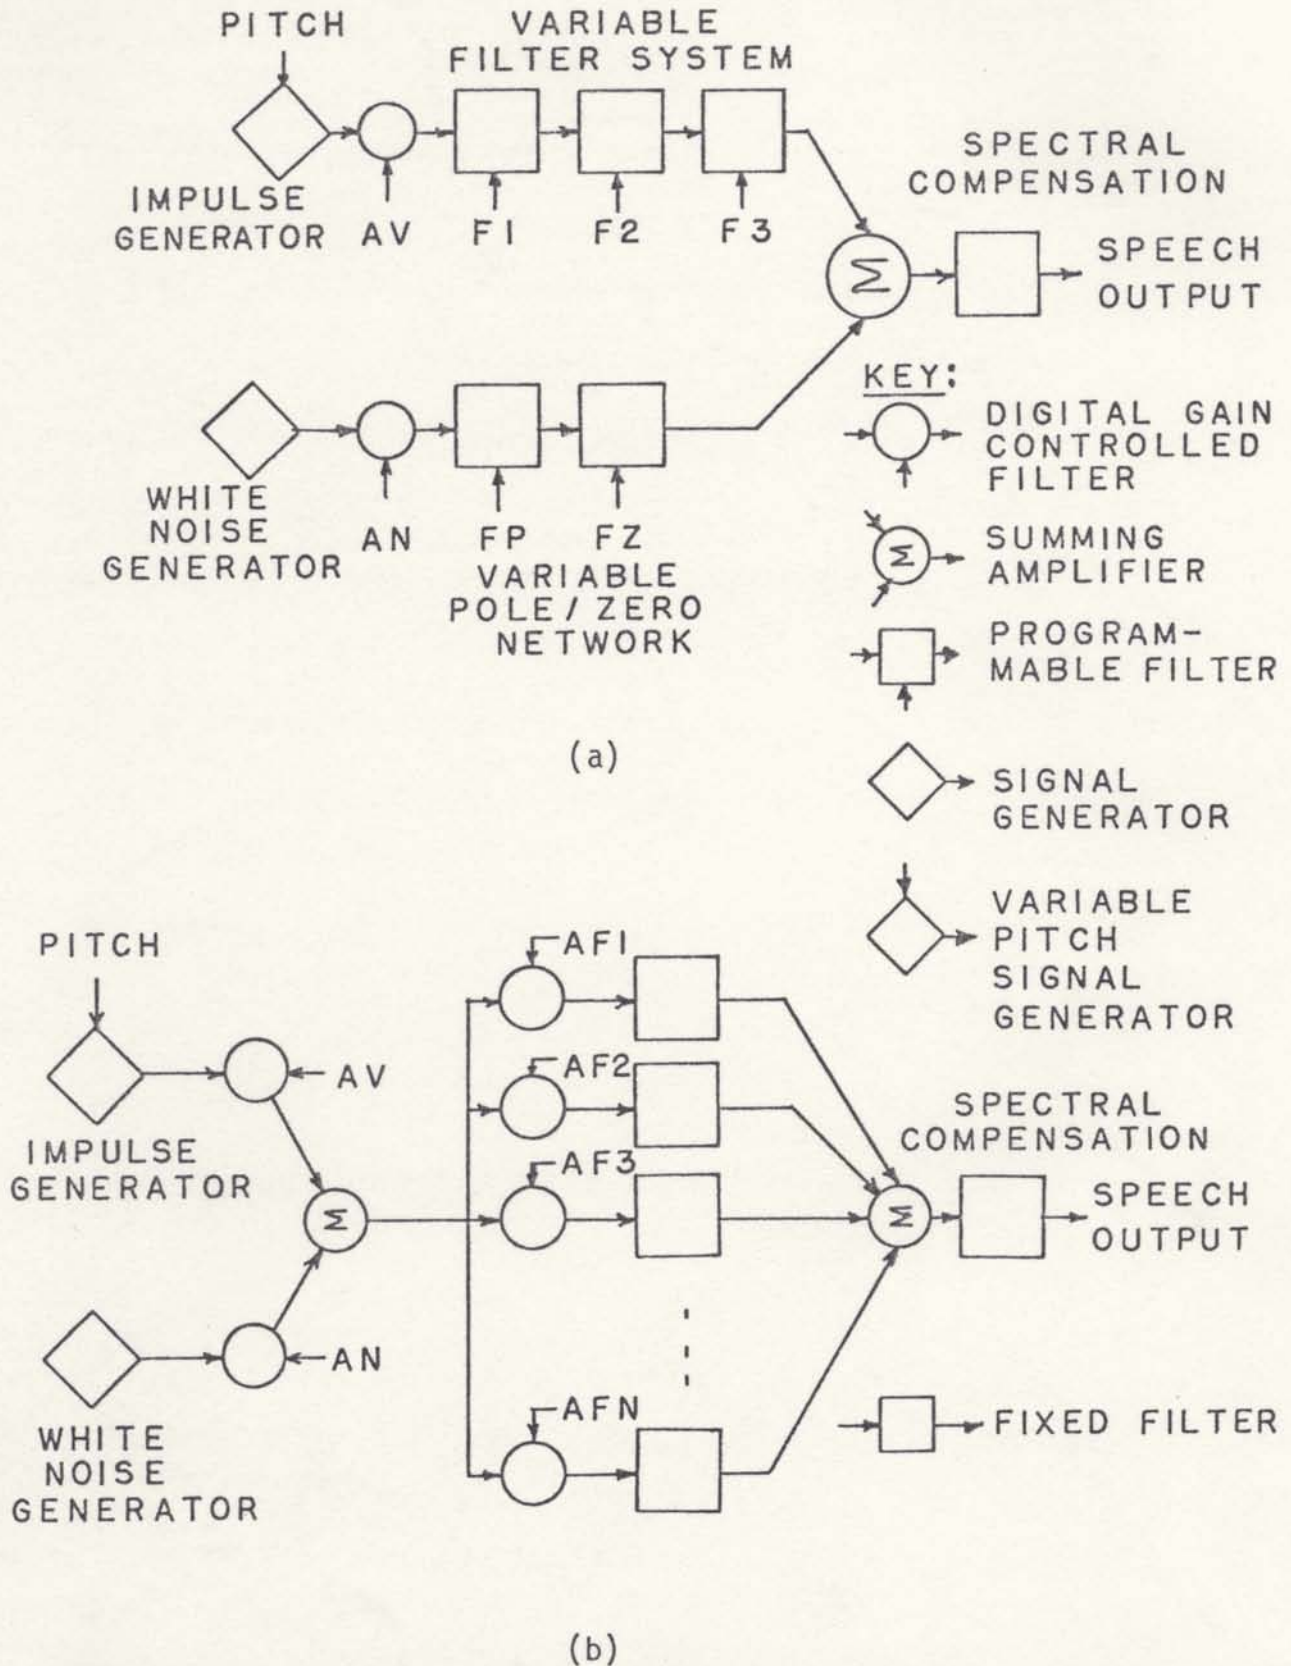 PITCH
VARIABLE
FILTER SYSTEM
IMPULSE
GENERATOR
AV
F1
F2
F3
Σ
SPECTRAL
COMPENSATION
SPEECH
OUTPUT
WHITE
NOISE
GENERATOR
AN
FP
FZ
VARIABLE
POLE/ZERO
NETWORK
KEY:
DIGITAL GAIN
CONTROLLED
FILTER
Σ
SUMMING
AMPLIFIER
PROGRAM-
MABLE FILTER
(a)
SIGNAL
GENERATOR
VARIABLE
PITCH
SIGNAL
GENERATOR
PITCH
IMPULSE
GENERATOR
AV
Σ
WHITE
NOISE
GENERATOR
AN
AF1
AF2
AF3
AFN
Σ
SPECTRAL
COMPENSATION
SPEECH
OUTPUT
FIXED FILTER
(b)